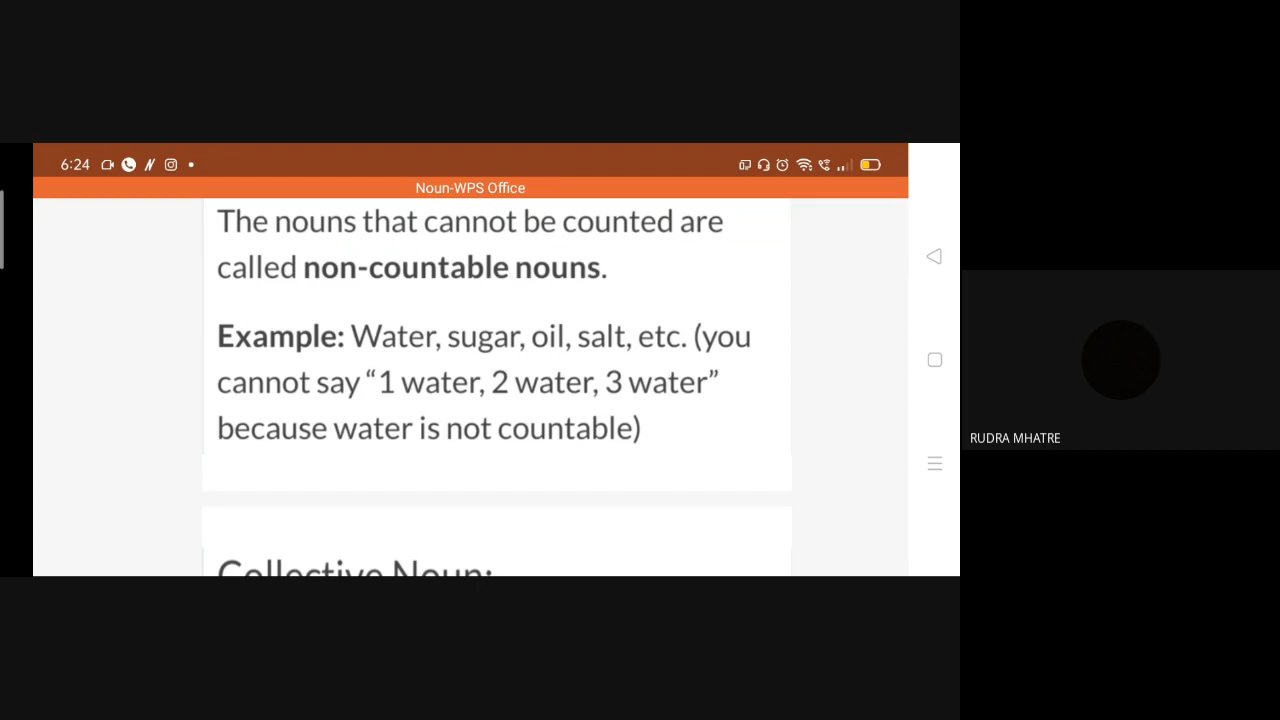 6:24
Noun-WPS Office
The nouns that cannot be counted are
called non-countable nouns.
Example: Water, sugar, oil, salt, etc. (you
cannot say “1 water, 2 water, 3 water”
because water is not countable)
Collective Noun:
RUDRA MHATRE